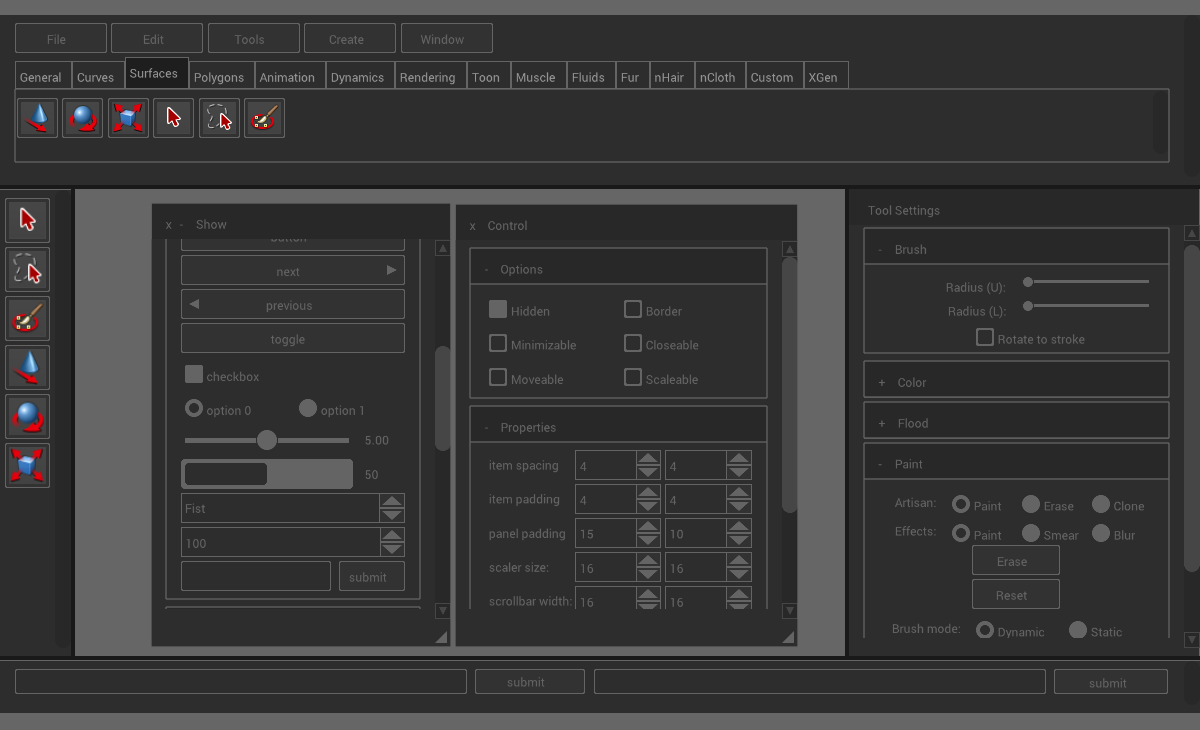 File Edit Tools Create Window
General Curves Surfaces Polygons Animation Dynamics Rendering Toon Muscle Fluids Fur nHair nCloth Custom XGen
x - Show
button
next
previous
toggle
checkbox
option 0 option 1
5.00
50
Fist
100
submit
x Control
- Options
Hidden Border
Minimizable Closeable
Moveable Scaleable
- Properties
item spacing 4 4
item padding 4 4
panel padding 15 10
scaler size: 16 16
scrollbar width: 16 16
Tool Settings
- Brush
Radius (U):
Radius (L):
Rotate to stroke
+ Color
+ Flood
- Paint
Artisan: Paint Erase Clone
Effects: Paint Smear Blur
Erase
Reset
Brush mode: Dynamic Static
submit submit